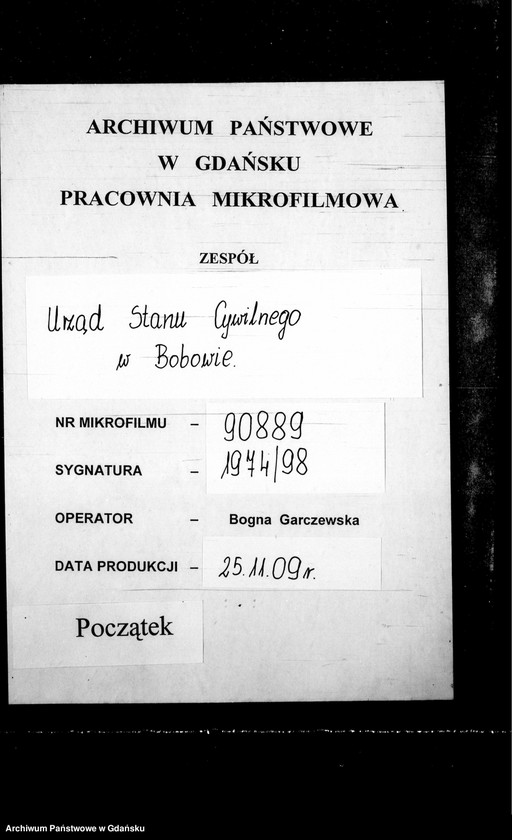 ARCHIWUM PAŃSTWOWE
W GDAŃSKU
PRACOWNIA MIKROFILMOWA
ZESPÓŁ
Urząd Stanu Cywilnego
w Bobowie.
NR MIKROFILMU – 90889
SYGNATURA – 1974/98
OPERATOR – Bogna Garczewska
DATA PRODUKCJI – 25.11.09r.
Początek
Archiwum Państwowe w Gdańsku